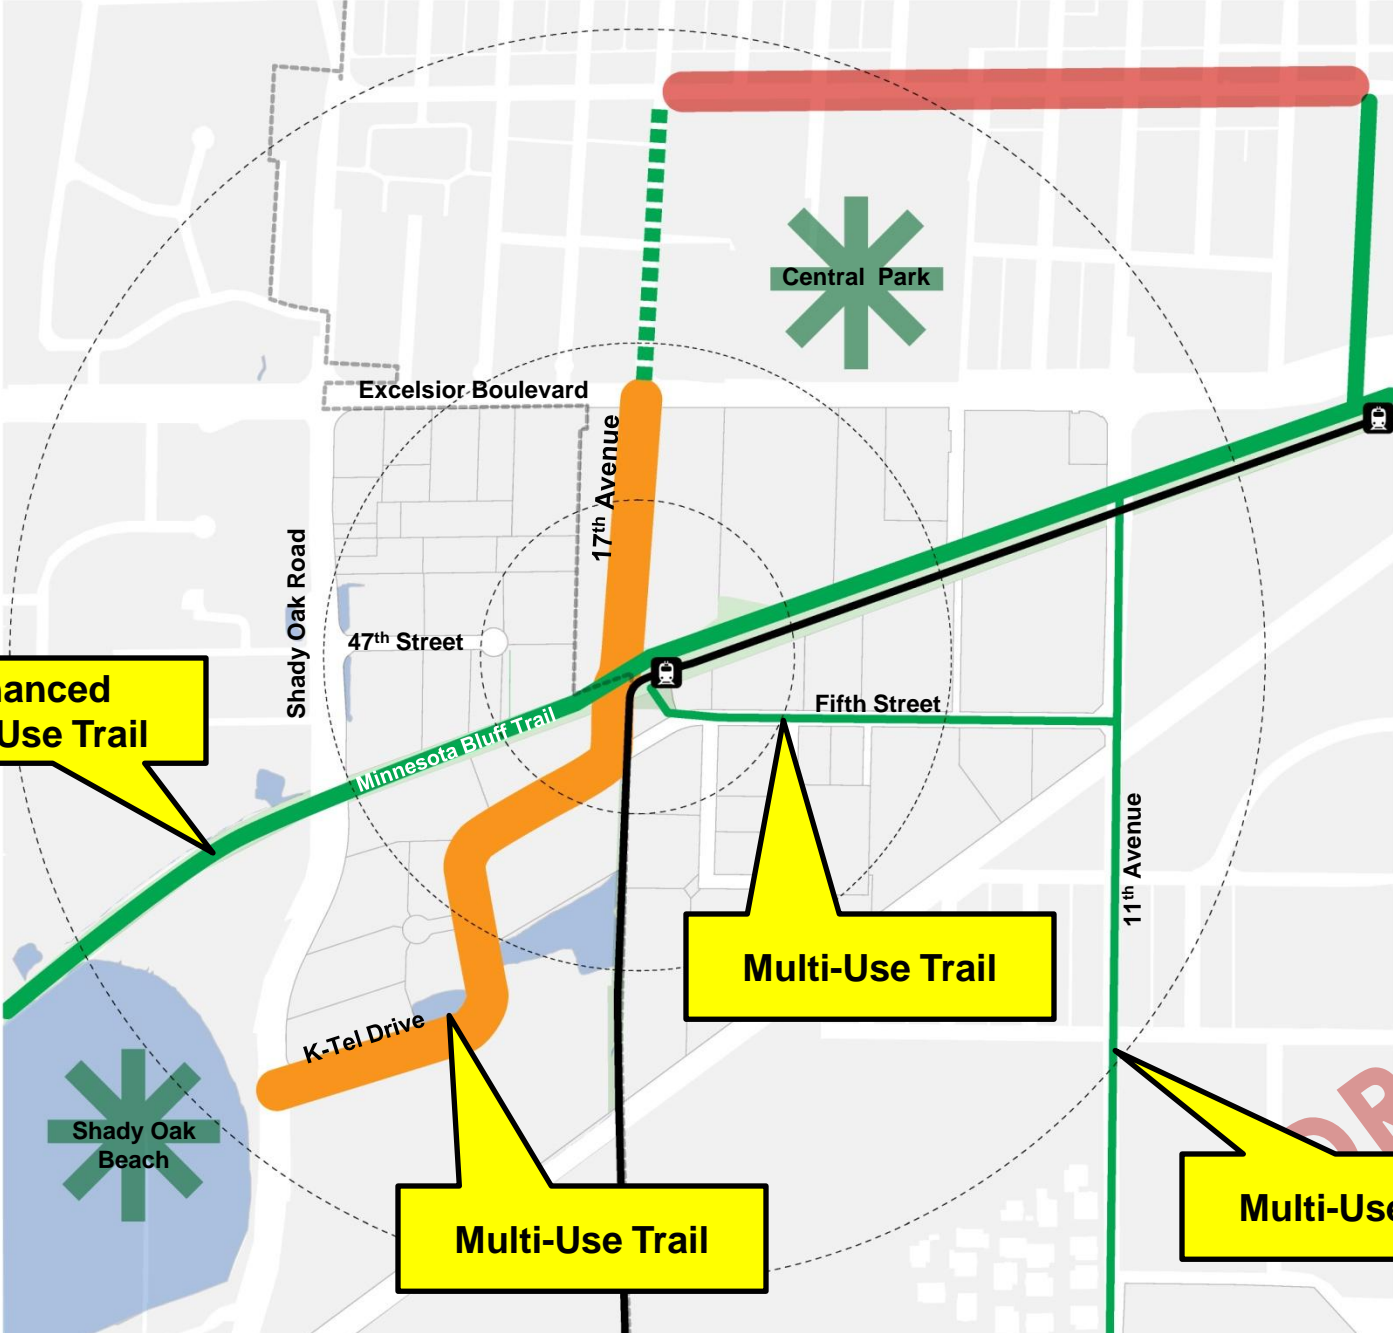 Central Park
Excelsior Boulevard
17th Avenue
Shady Oak Road
47th Street
Fifth Street
Minnesota Bluff Trail
anced
Use Trail
11th Avenue
Multi-Use Trail
K-Tel Drive
Shady Oak
Beach
OR
Multi-Use
Multi-Use Trail